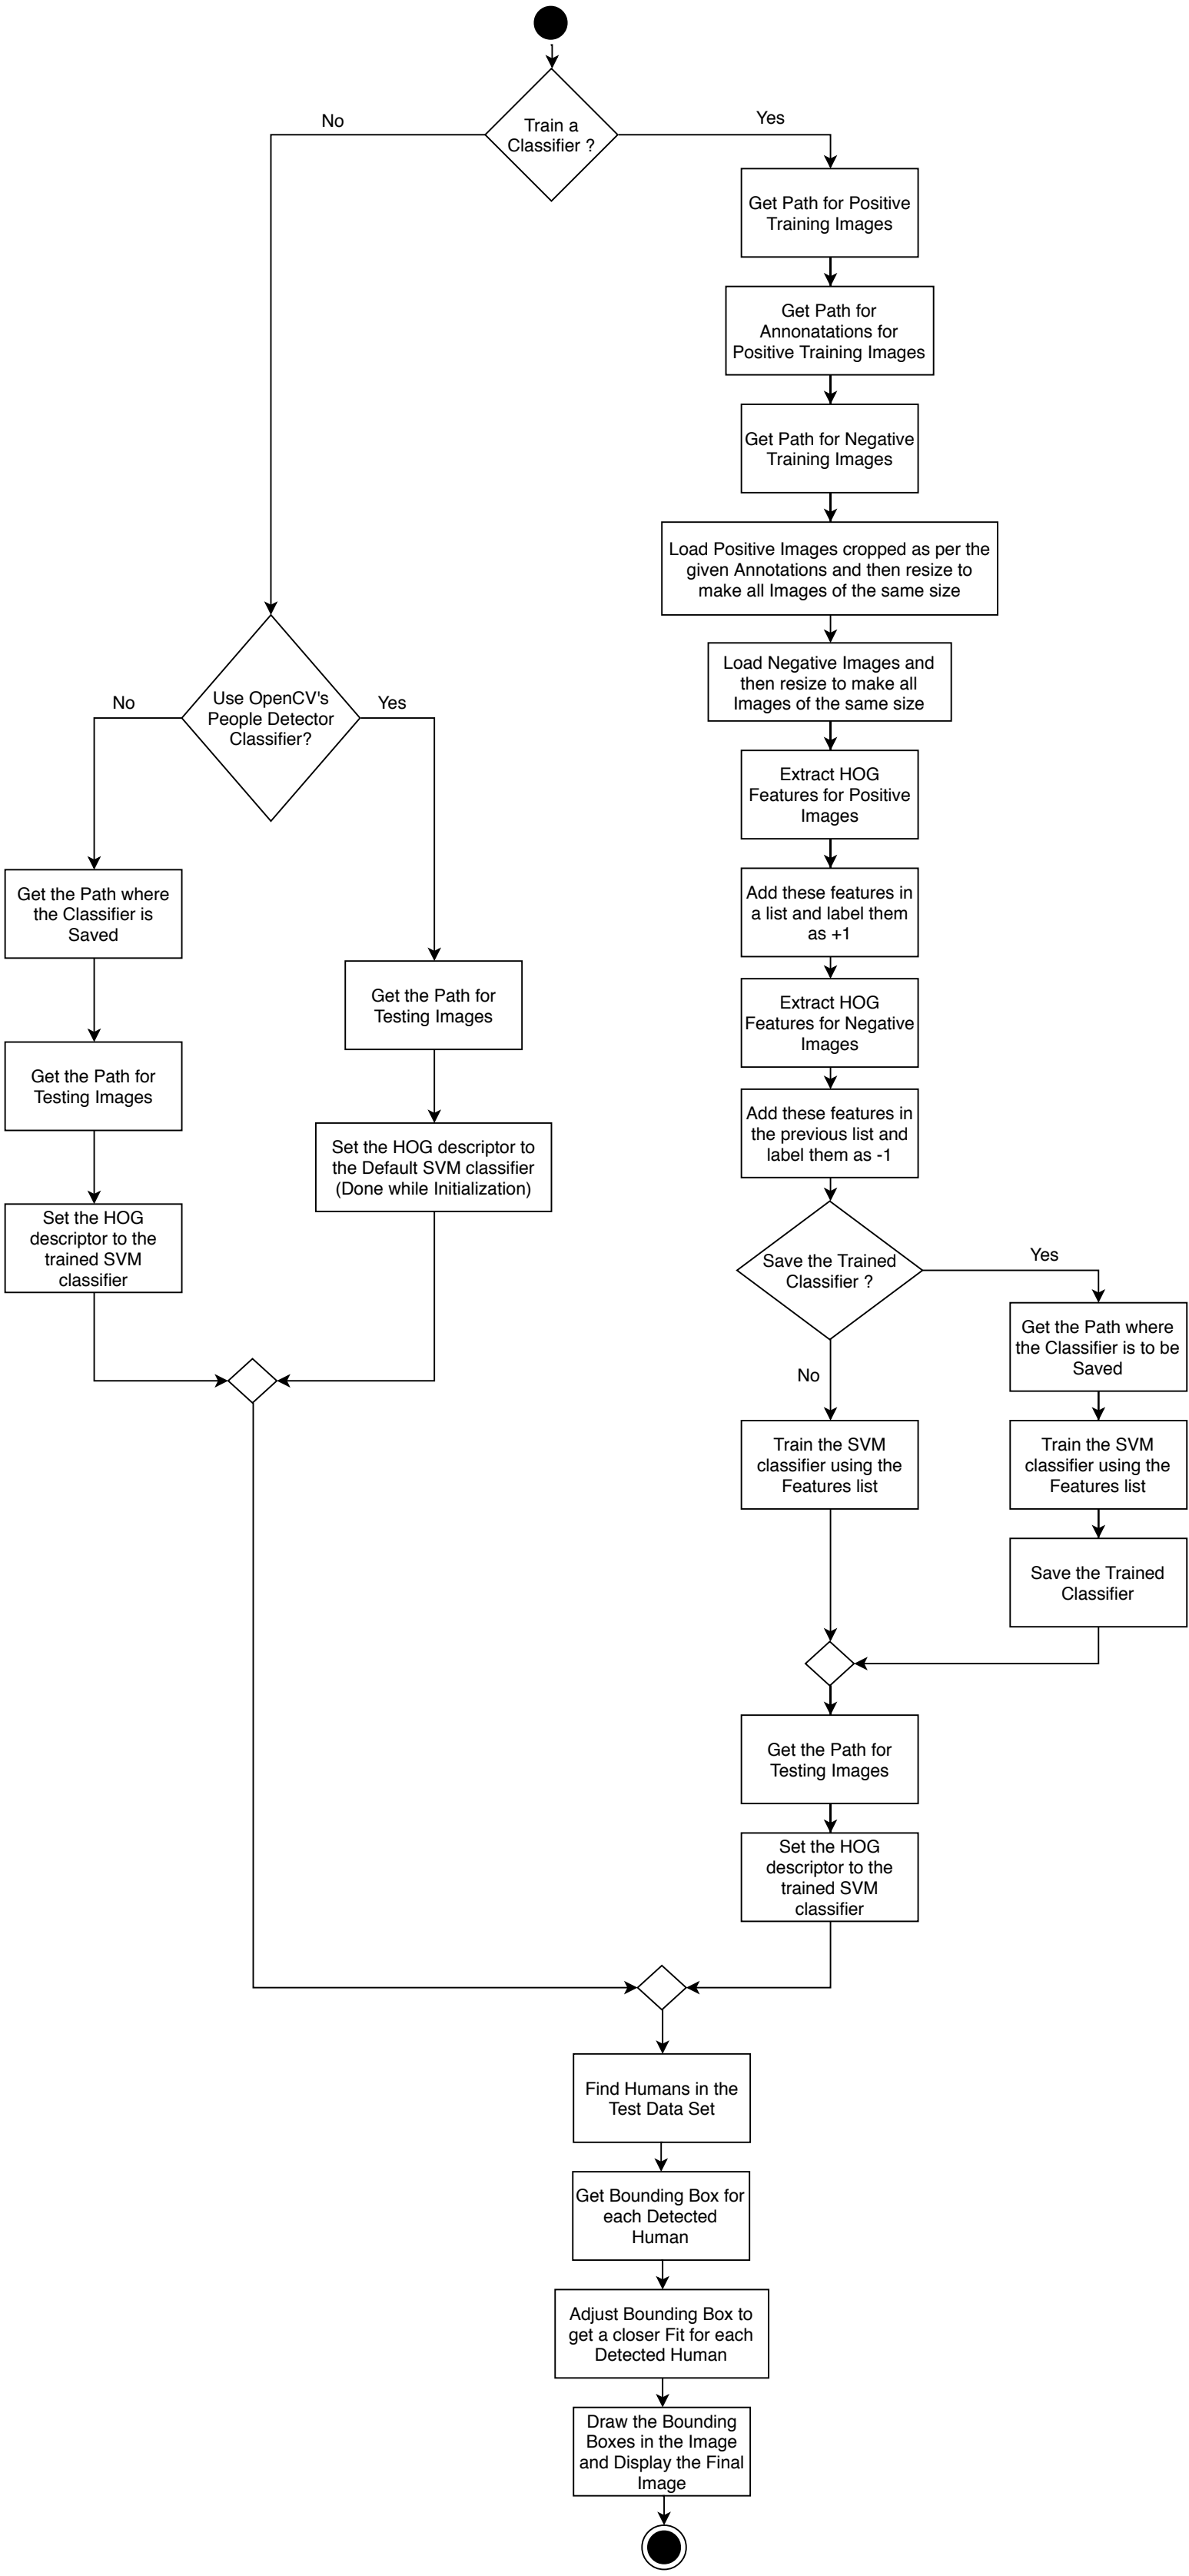 Train a
Classifier ?
No
Yes
Get Path for Positive
Training Images
Get Path for
Annonatations for
Positive Training Images
Get Path for Negative
Training Images
Load Positive Images cropped as per the
given Annotations and then resize to
make all Images of the same size
Load Negative Images and
then resize to make all
Images of the same size
Extract HOG
Features for Positive
Images
Add these features in
a list and label them
as +1
Extract HOG
Features for Negative
Images
Add these features in
the previous list and
label them as -1
Save the Trained
Classifier ?
Yes
No
Get the Path where
the Classifier is to be
Saved
Train the SVM
classifier using the
Features list
Train the SVM
classifier using the
Features list
Save the Trained
Classifier
Get the Path for
Testing Images
Set the HOG
descriptor to the
trained SVM
classifier
Use OpenCV's
People Detector
Classifier?
No
Yes
Get the Path where
the Classifier is
Saved
Get the Path for
Testing Images
Set the HOG
descriptor to the
trained SVM
classifier
Get the Path for
Testing Images
Set the HOG descriptor to
the Default SVM classifier
(Done while Initialization)
Find Humans in the
Test Data Set
Get Bounding Box for
each Detected
Human
Adjust Bounding Box to
get a closer Fit for each
Detected Human
Draw the Bounding
Boxes in the Image
and Display the Final
Image